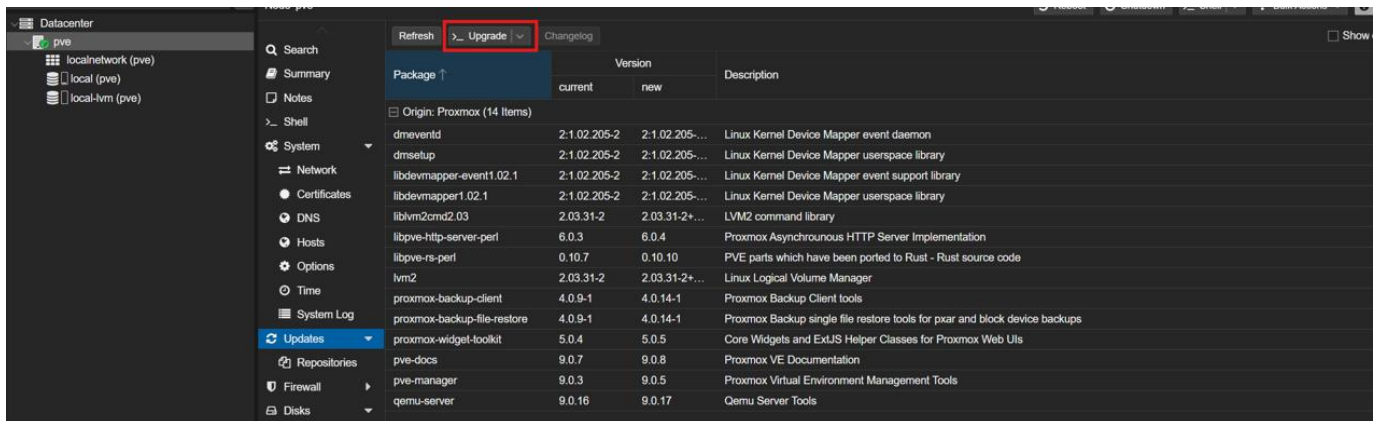 Datacenter
pve
localnetwork (pve)
local (pve)
local-lvm (pve)
Search
Summary
Notes
Shell
System
Network
Certificates
DNS
Hosts
Options
Time
System Log
Updates
Repositories
Firewall
Disks
Refresh >_ Upgrade Changelog Show
Package Version Description
current new
Origin: Proxmox (14 Items)
dmeventd 2:1.02.205-2 2:1.02.205-... Linux Kernel Device Mapper event daemon
dmsetup 2:1.02.205-2 2:1.02.205-... Linux Kernel Device Mapper userspace library
libdevmapper-event1.02.1 2:1.02.205-2 2:1.02.205-... Linux Kernel Device Mapper event support library
libdevmapper1.02.1 2:1.02.205-2 2:1.02.205-... Linux Kernel Device Mapper userspace library
liblvm2cmd2.03 2.03.31-2 2.03.31-2+... LVM2 command library
libpve-http-server-perl 6.0.3 6.0.4 Proxmox Asynchrounous HTTP Server Implementation
libpve-rs-perl 0.10.7 0.10.10 PVE parts which have been ported to Rust - Rust source code
lvm2 2.03.31-2 2.03.31-2+... Linux Logical Volume Manager
proxmox-backup-client 4.0.9-1 4.0.14-1 Proxmox Backup Client tools
proxmox-backup-file-restore 4.0.9-1 4.0.14-1 Proxmox Backup single file restore tools for pxar and block device backups
proxmox-widget-toolkit 5.0.4 5.0.5 Core Widgets and ExtJS Helper Classes for Proxmox Web UIs
pve-docs 9.0.7 9.0.8 Proxmox VE Documentation
pve-manager 9.0.3 9.0.5 Proxmox Virtual Environment Management Tools
qemu-server 9.0.16 9.0.17 Qemu Server Tools